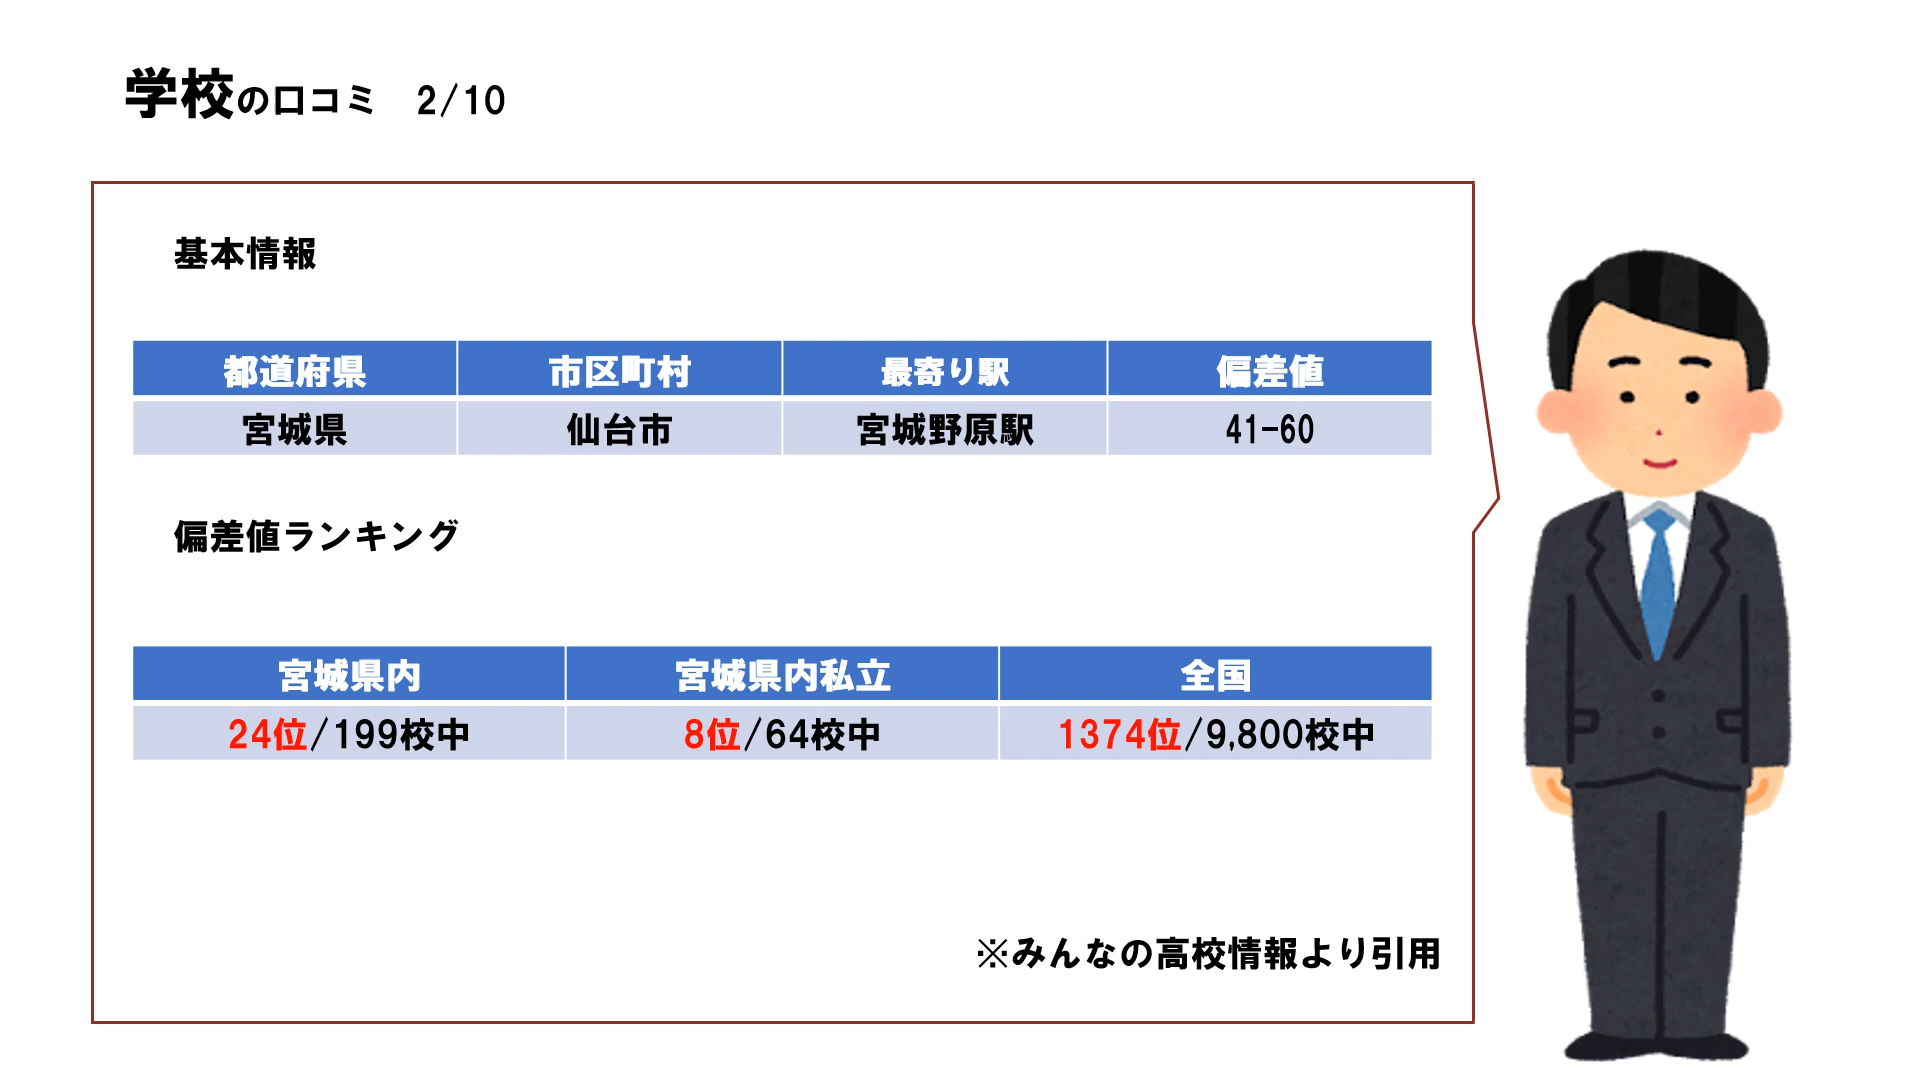 学校の口コミ　2/10
基本情報
都道府県 市区町村 最寄り駅 偏差値
宮城県 仙台市 宮城野原駅 41-60
偏差値ランキング
宮城県内 宮城県内私立 全国
24位/199校中 8位/64校中 1374位/9,800校中
※みんなの高校情報より引用